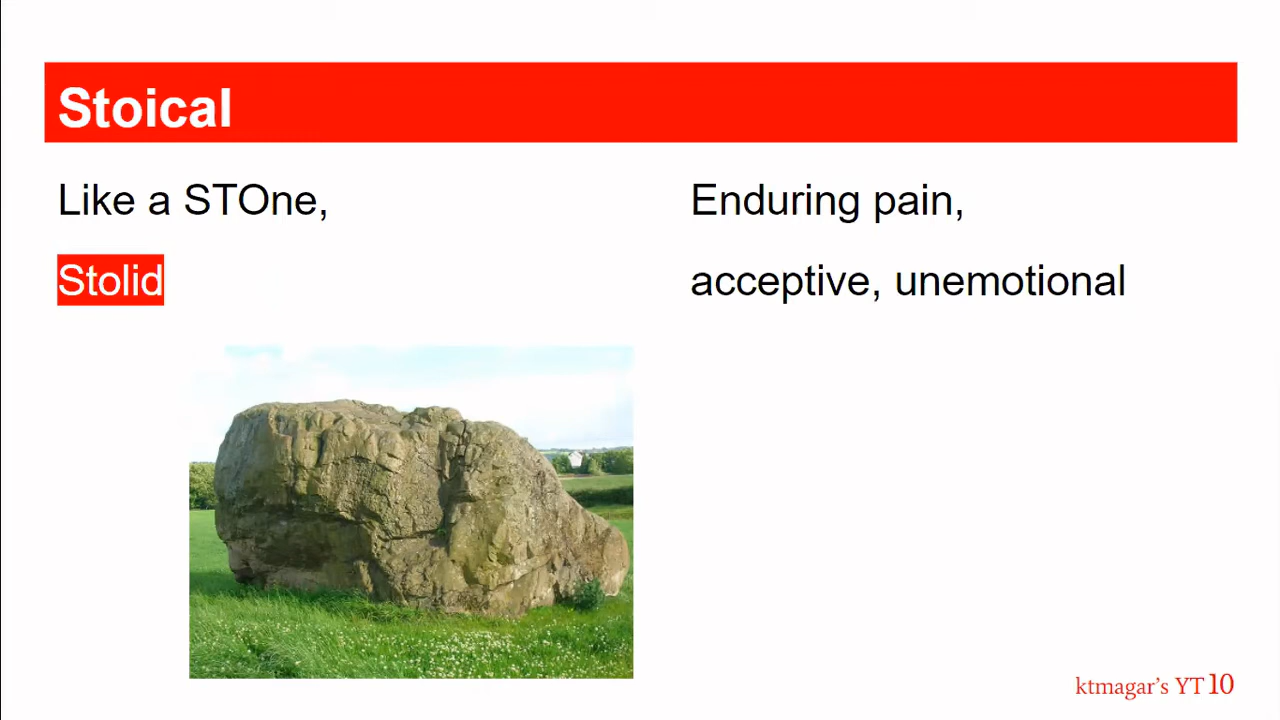 Stoical
Like a STOne,
Stolid
Enduring pain,
acceptive, unemotional
ktmagar's YT 10